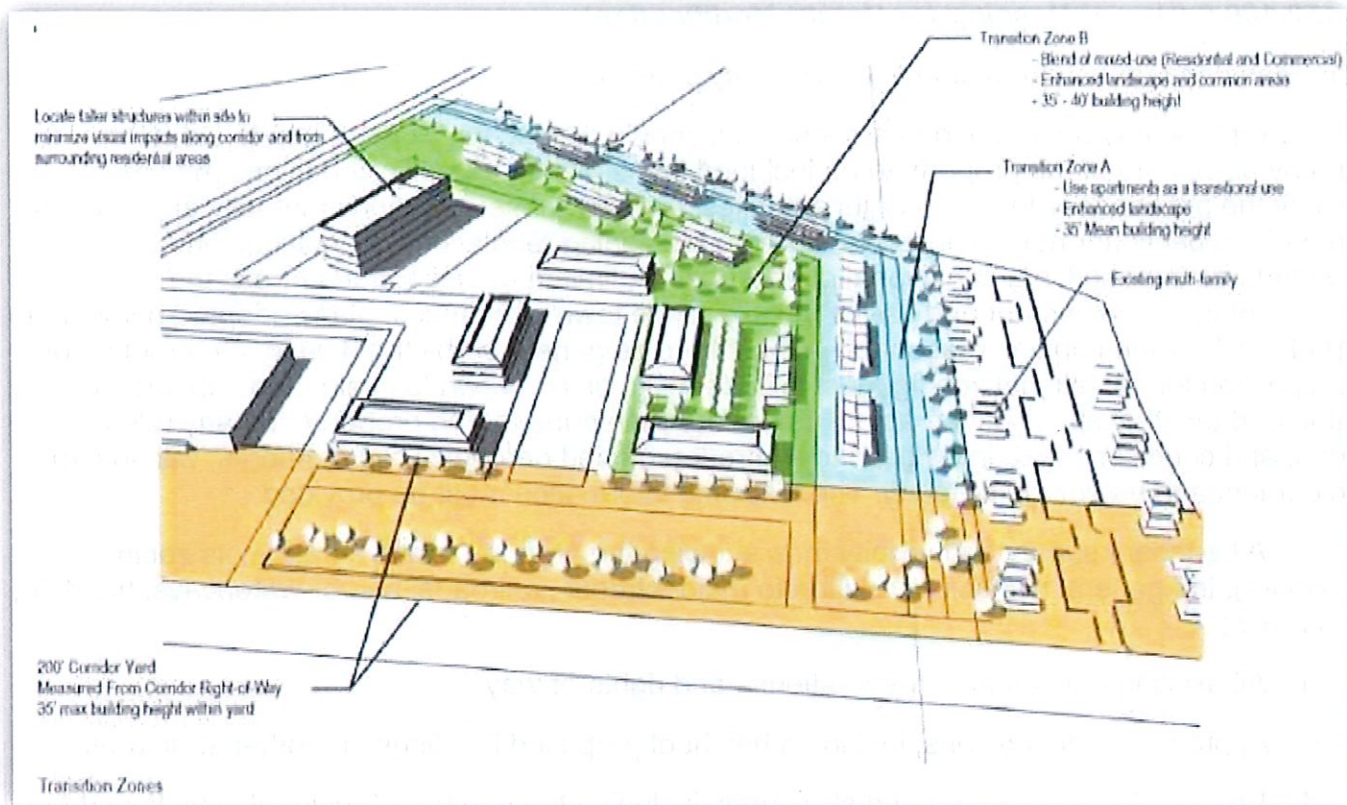 Transition Zone B
- Blend of mixed-use (Residential and Commercial)
- Enhanced landscape and common areas
- 35' - 40' building height
Locate taller structures within site to
minimize visual impacts along corridor and from
surrounding residential areas
Transition Zone A
- Use apartments as a transitional use
- Enhanced landscape
- 35' Mean building height
Existing multi-family
200' Corridor Yard
Measured From Corridor Right-of-Way
35' max building height within yard
Transition Zones